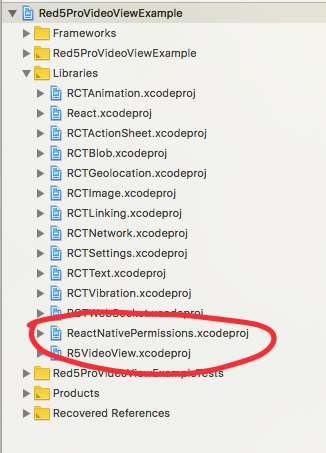 Red5ProVideoViewExample
Frameworks
Red5ProVideoViewExample
Libraries
RCTAnimation.xcodeproj
React.xcodeproj
RCTActionSheet.xcodeproj
RCTBlob.xcodeproj
RCTGeolocation.xcodeproj
RCTImage.xcodeproj
RCTLinking.xcodeproj
RCTNetwork.xcodeproj
RCTSettings.xcodeproj
RCTText.xcodeproj
RCTVibration.xcodeproj
RCTWebSocket.xcodeproj
ReactNativePermissions.xcodeproj
R5VideoView.xcodeproj
Red5ProVideoViewExampleTests
Products
Recovered References